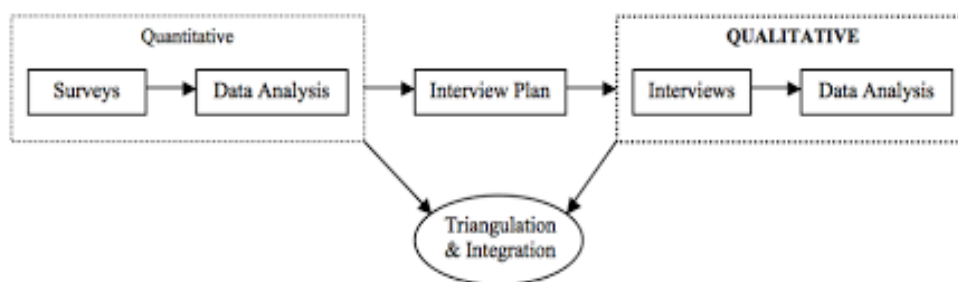 Quantitative
QUALITATIVE
Surveys
Data Analysis
Interview Plan
Interviews
Data Analysis
Triangulation
& Integration